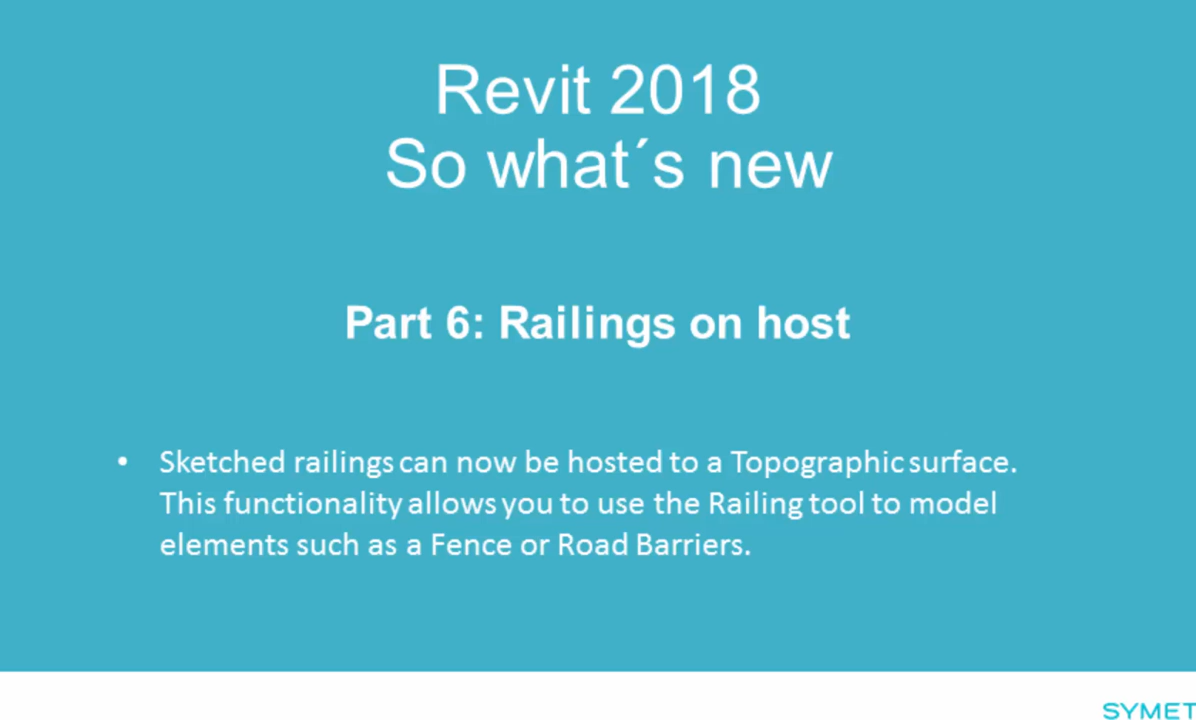 Revit 2018
So what´s new
Part 6: Railings on host
• Sketched railings can now be hosted to a Topographic surface.
This functionality allows you to use the Railing tool to model
elements such as a Fence or Road Barriers.
SYMET